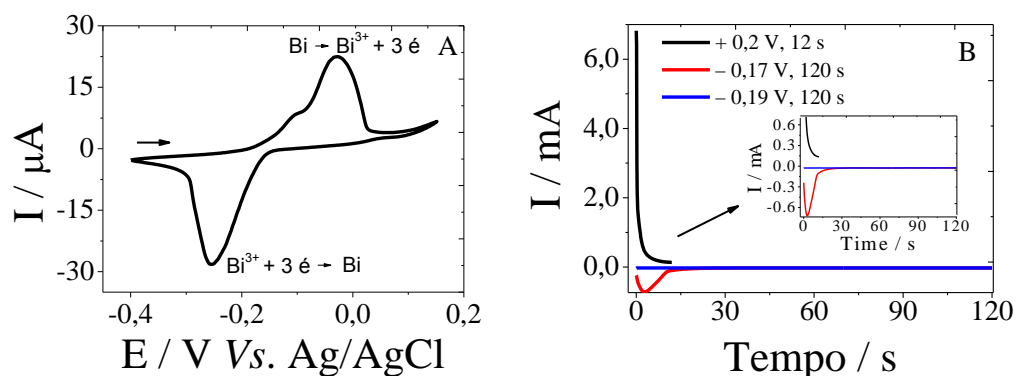 30
15
0
-15
-30
I / μA
Bi → Bi³⁺ + 3 é
A
Bi³⁺ + 3 é → Bi
-0,4
-0,2
0,0
0,2
E / V Vs. Ag/AgCl
6,0
4,0
2,0
0,0
I / mA
+ 0,2 V, 12 s
– 0,17 V, 120 s
– 0,19 V, 120 s
B
0.6
0.3
0.0
-0.3
-0.6
I / mA
0
30
60
90
120
Time / s
0
30
60
90
120
Tempo / s